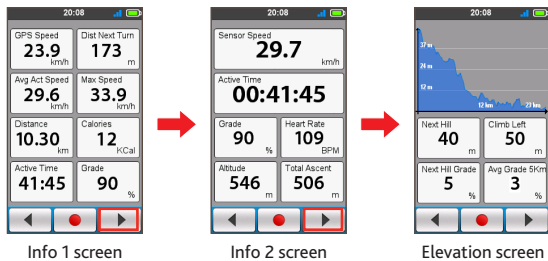 20:08
GPS Speed
23.9
km/h
Dist Next Turn
173
m
Avg Act Speed
29.6
km/h
Max Speed
33.9
km/h
Distance
10.30
km
Calories
12
KCal
Active Time
41:45
Grade
90
%
Info 1 screen
20:08
Sensor Speed
29.7
km/h
Active Time
00:41:45
Grade
90
%
Heart Rate
109
BPM
Altitude
546
m
Total Ascent
506
m
Info 2 screen
20:08
37 m
24 m
12 m
12 km
23 km
Next Hill
40
m
Climb Left
50
m
Next Hill Grade
5
%
Avg Grade 5Km
3
%
Elevation screen